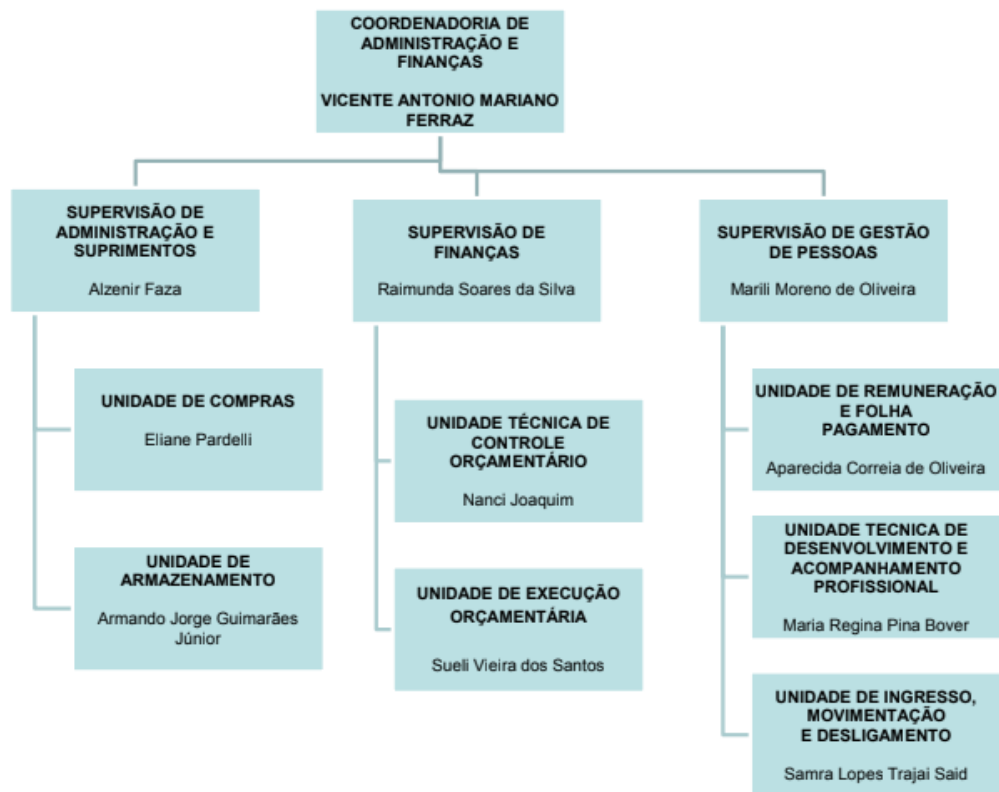 COORDENADORIA DE
ADMINISTRAÇÃO E
FINANÇAS
VICENTE ANTONIO MARIANO
FERRAZ
SUPERVISÃO DE
ADMINISTRAÇÃO E
SUPRIMENTOS
Alzenir Faza
SUPERVISÃO DE
FINANÇAS
Raimunda Soares da Silva
SUPERVISÃO DE GESTÃO
DE PESSOAS
Marili Moreno de Oliveira
UNIDADE DE COMPRAS
Eliane Pardelli
UNIDADE DE
ARMAZENAMENTO
Armando Jorge Guimarães
Júnior
UNIDADE TÉCNICA DE
CONTROLE
ORÇAMENTÁRIO
Nanci Joaquim
UNIDADE DE EXECUÇÃO
ORÇAMENTÁRIA
Sueli Vieira dos Santos
UNIDADE DE REMUNERAÇÃO
E FOLHA
PAGAMENTO
Aparecida Correia de Oliveira
UNIDADE TECNICA DE
DESENVOLVIMENTO E
ACOMPANHAMENTO
PROFISSIONAL
Maria Regina Pina Bover
UNIDADE DE INGRESSO,
MOVIMENTAÇÃO
E DESLIGAMENTO
Samra Lopes Trajai Said